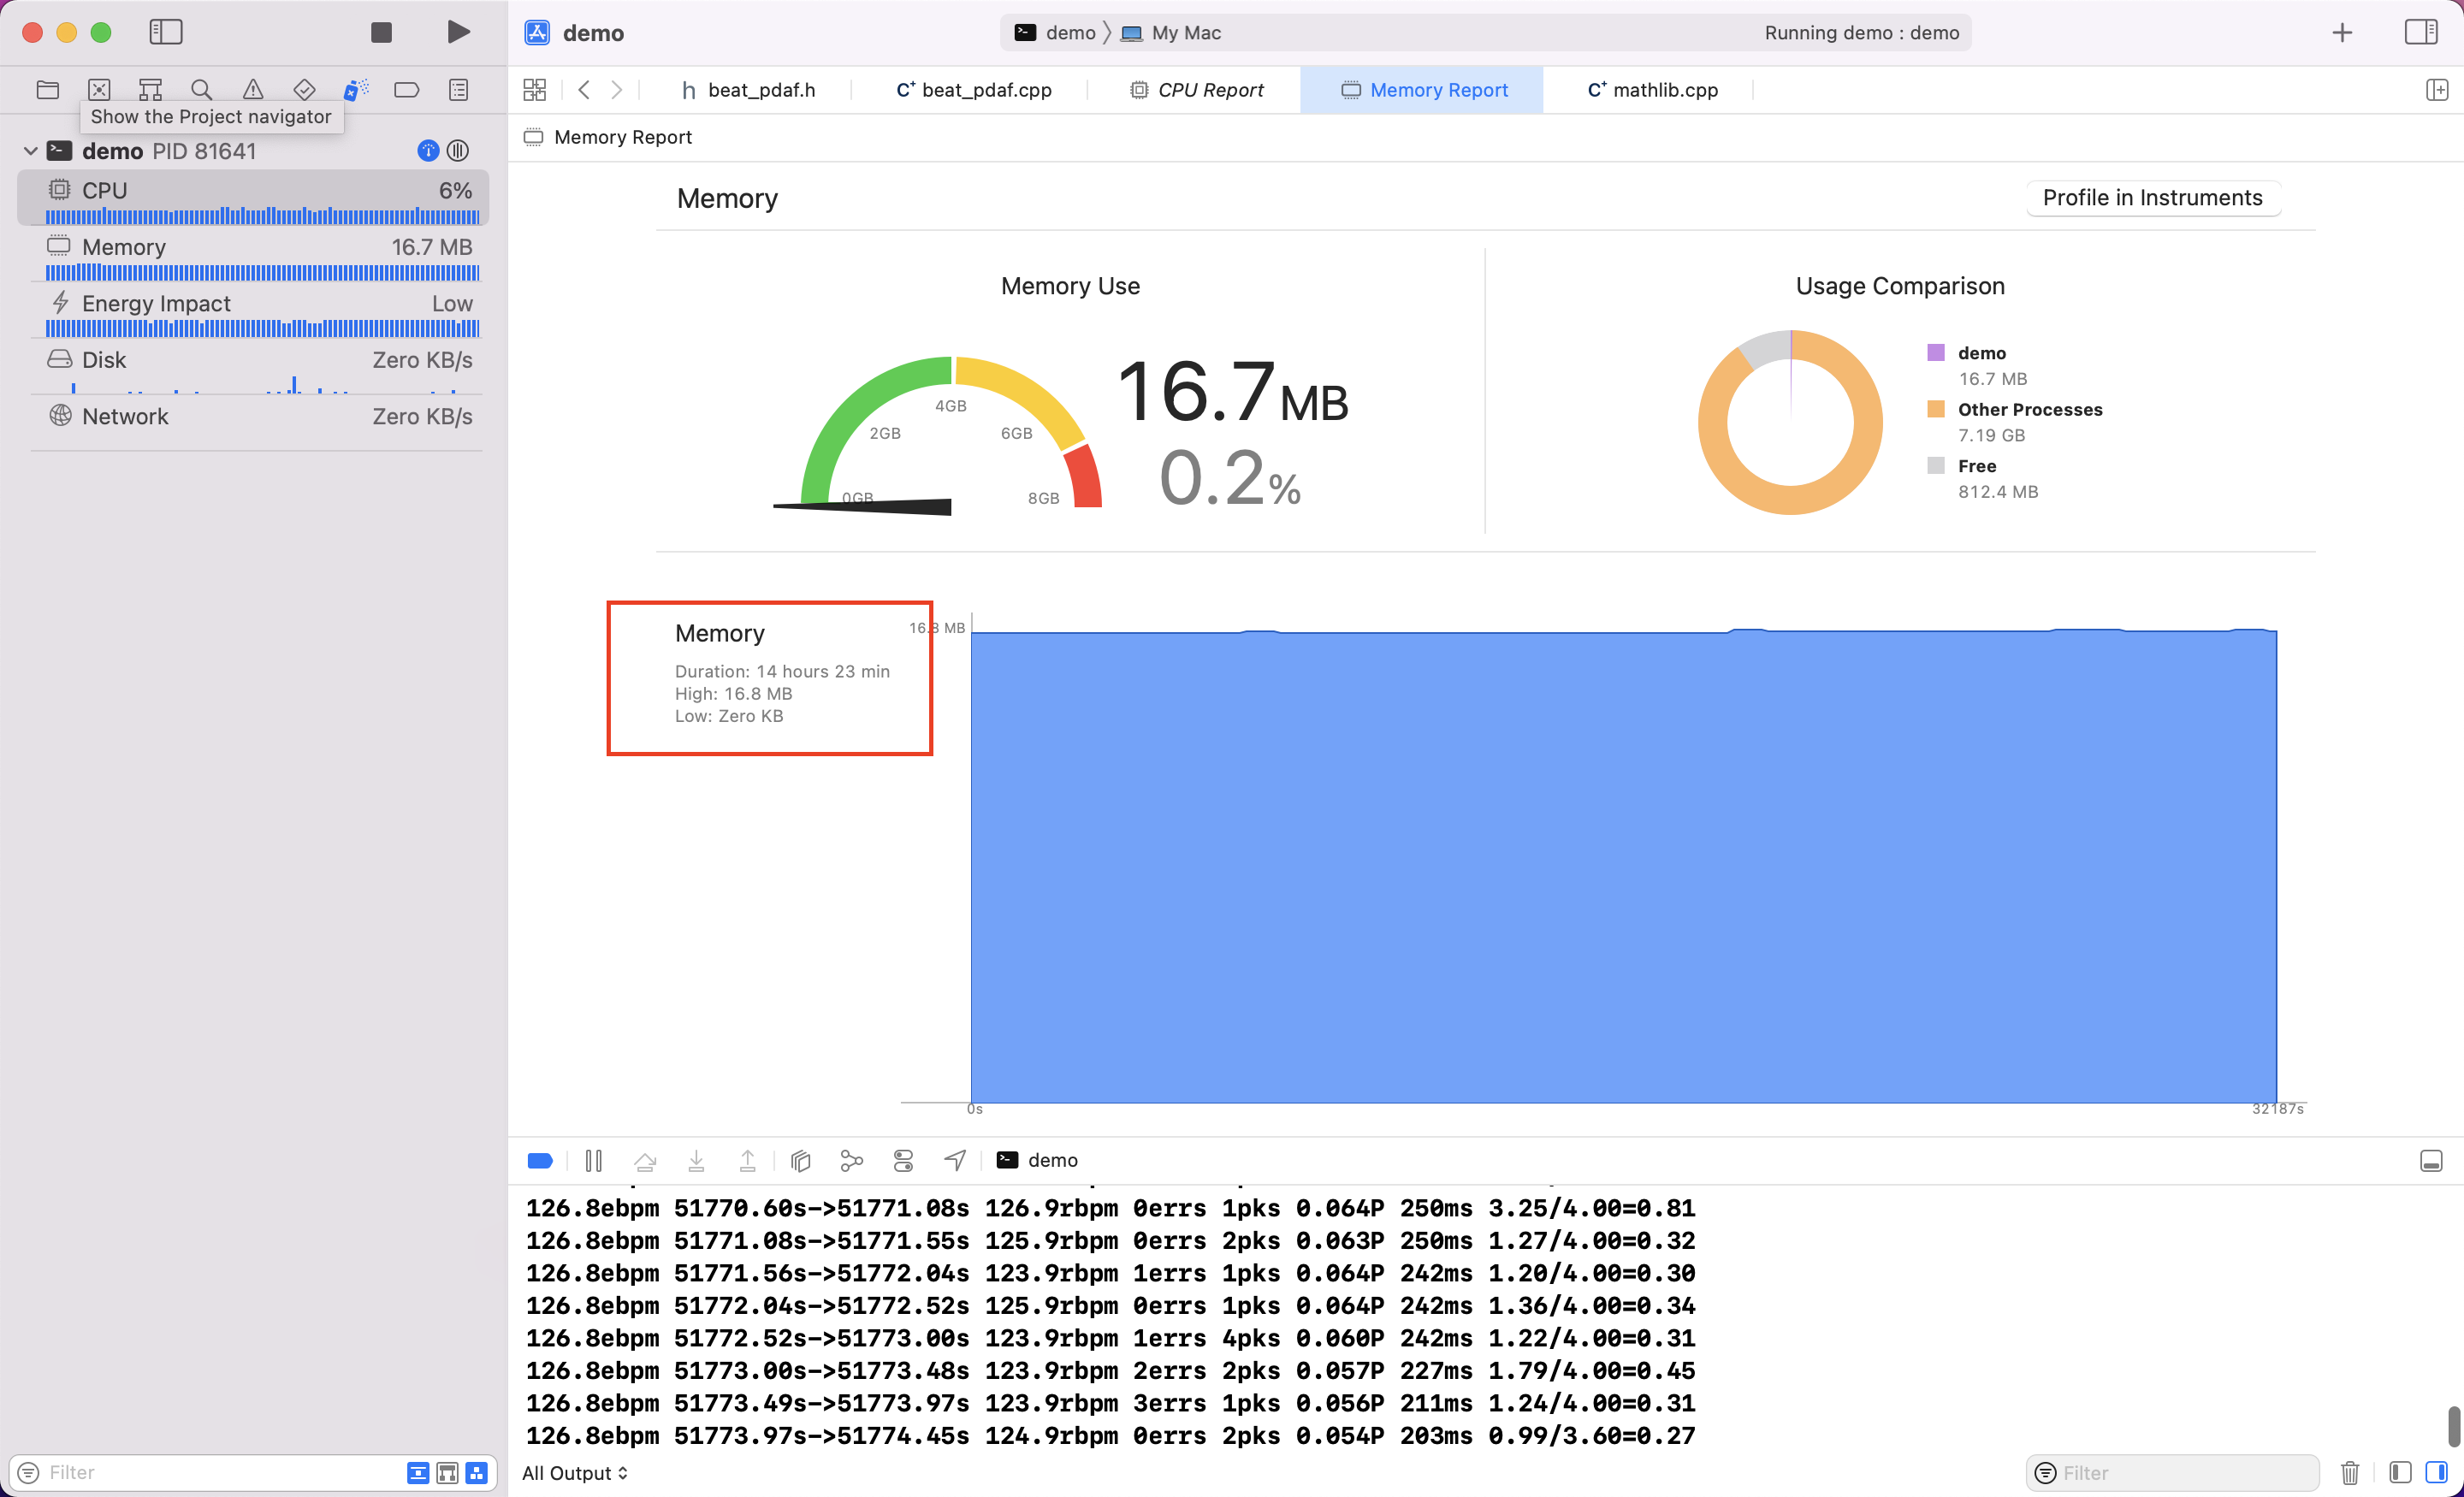 demo
demo 〉 My Mac
Running demo : demo
beat_pdaf.h
beat_pdaf.cpp
CPU Report
Memory Report
mathlib.cpp
Show the Project navigator
Memory Report
demo PID 81641
CPU 6%
Memory 16.7 MB
Energy Impact Low
Disk Zero KB/s
Network Zero KB/s
Memory
Profile in Instruments
Memory Use
0GB
2GB
4GB
6GB
8GB
16.7 MB
0.2%
Usage Comparison
demo
16.7 MB
Other Processes
7.19 GB
Free
812.4 MB
Memory
Duration: 14 hours 23 min
High: 16.8 MB
Low: Zero KB
16.8 MB
0s
32187s
demo
126.8ebpm 51770.60s->51771.08s 126.9rbpm 0errs 1pks 0.064P 250ms 3.25/4.00=0.81
126.8ebpm 51771.08s->51771.55s 125.9rbpm 0errs 2pks 0.063P 250ms 1.27/4.00=0.32
126.8ebpm 51771.56s->51772.04s 123.9rbpm 1errs 1pks 0.064P 242ms 1.20/4.00=0.30
126.8ebpm 51772.04s->51772.52s 125.9rbpm 0errs 1pks 0.064P 242ms 1.36/4.00=0.34
126.8ebpm 51772.52s->51773.00s 123.9rbpm 1errs 4pks 0.060P 242ms 1.22/4.00=0.31
126.8ebpm 51773.00s->51773.48s 123.9rbpm 2errs 2pks 0.057P 227ms 1.79/4.00=0.45
126.8ebpm 51773.49s->51773.97s 123.9rbpm 3errs 1pks 0.056P 211ms 1.24/4.00=0.31
126.8ebpm 51773.97s->51774.45s 124.9rbpm 0errs 2pks 0.054P 203ms 0.99/3.60=0.27
Filter
All Output
Filter